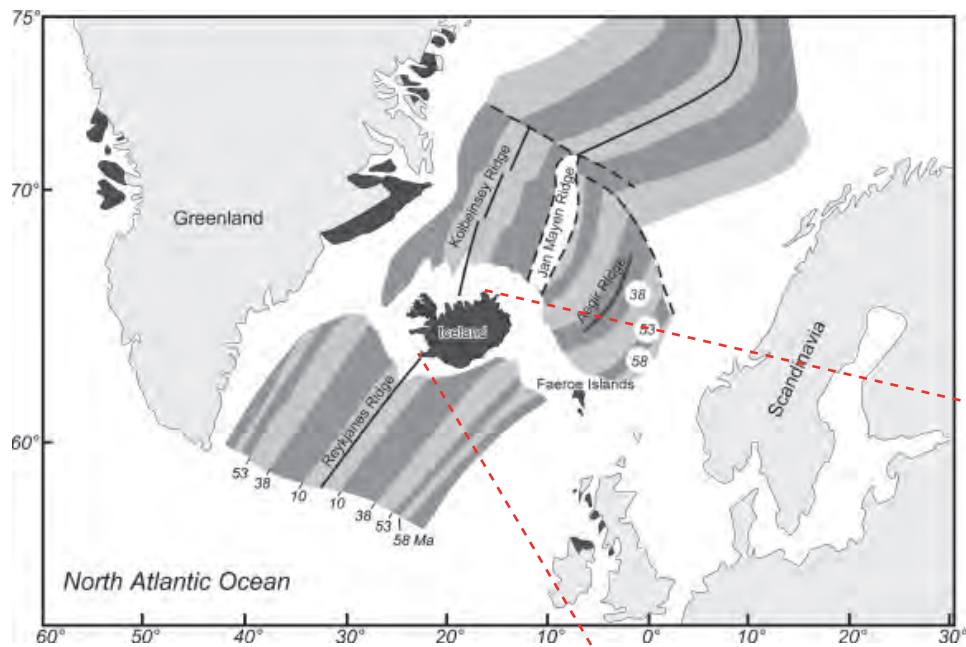 75°
70°
Greenland
Kolbeinsey Ridge
Jan Mayen Ridge
Aegir Ridge
38
53
58
Iceland
Faeroe Islands
Scandinavia
Reykjanes Ridge
60°
53
38
10
10
38
53
58 Ma
North Atlantic Ocean
60° 50° 30° 20° 10° 0° 10° 20° 30°
40°